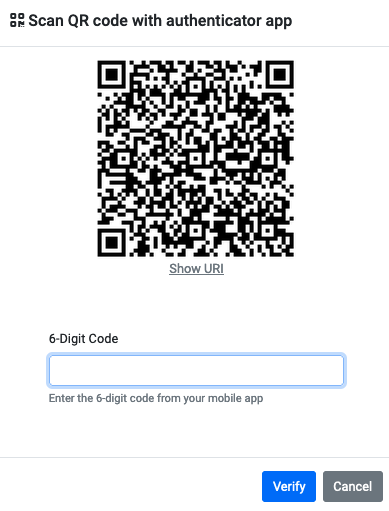 Scan QR code with authenticator app
Show URI
6-Digit Code
Enter the 6-digit code from your mobile app
Verify
Cancel